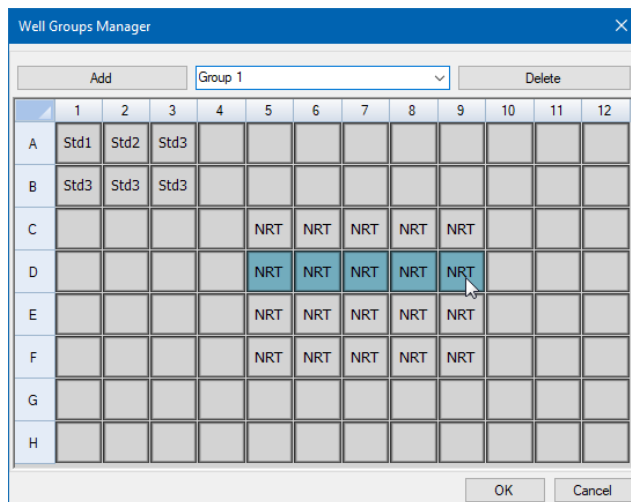 Well Groups Manager
Add Group 1 Delete
1 2 3 4 5 6 7 8 9 10 11 12
A Std1 Std2 Std3
B Std3 Std3 Std3
C NRT NRT NRT NRT NRT
D NRT NRT NRT NRT NRT
E NRT NRT NRT NRT NRT
F NRT NRT NRT NRT NRT
G
H
OK Cancel